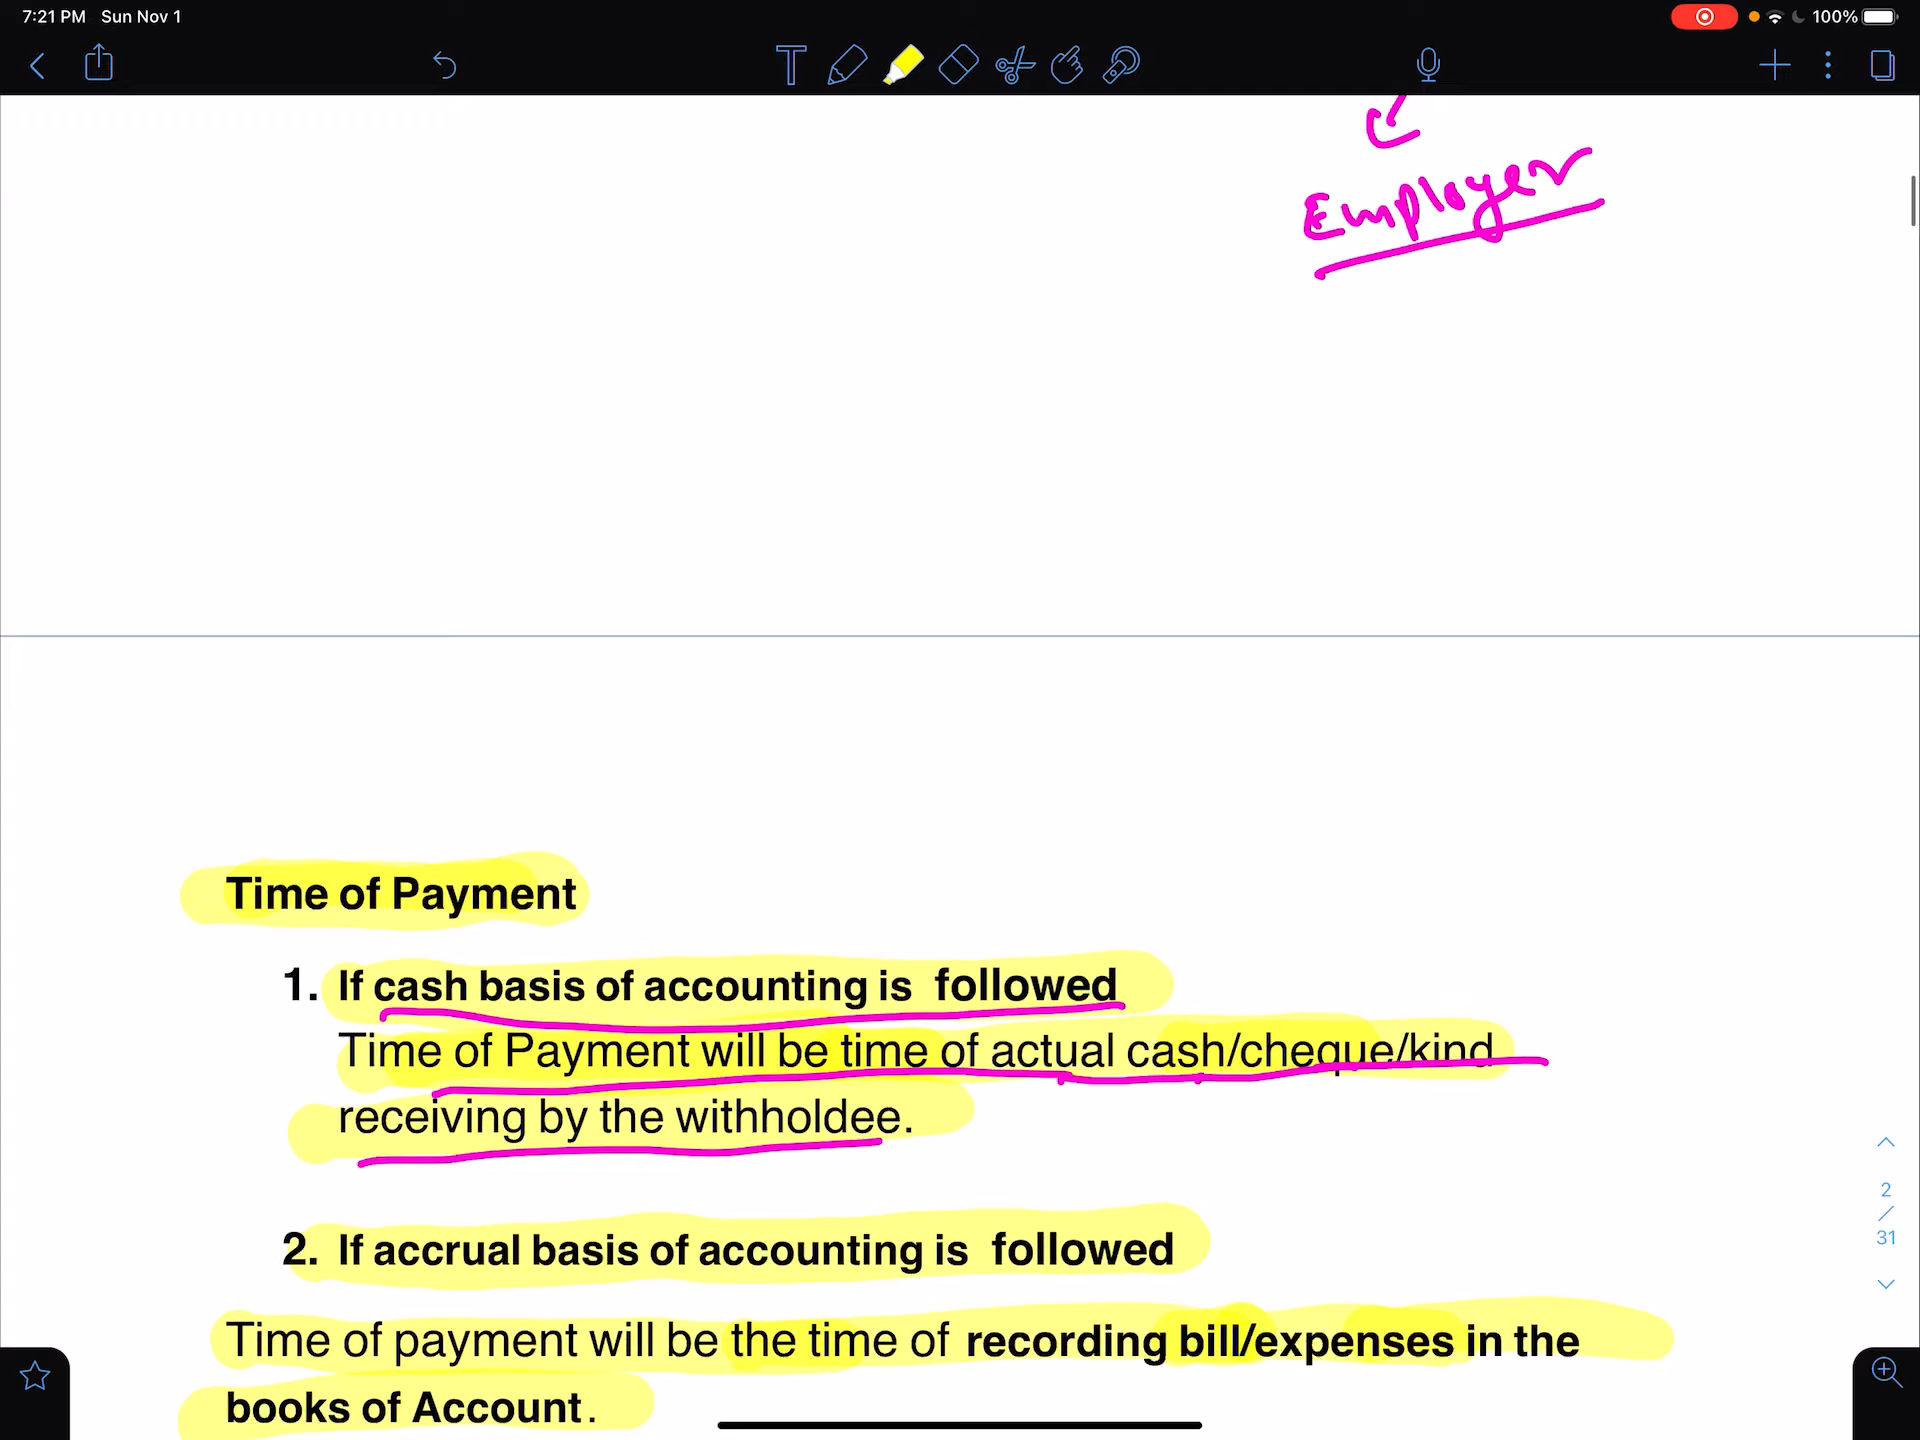 7:21 PM Sun Nov 1
100%
Employer
Time of Payment
1. If cash basis of accounting is followed
Time of Payment will be time of actual cash/cheque/kind
receiving by the withholdee.
2
/
31
2. If accrual basis of accounting is followed
Time of payment will be the time of recording bill/expenses in the
books of Account.